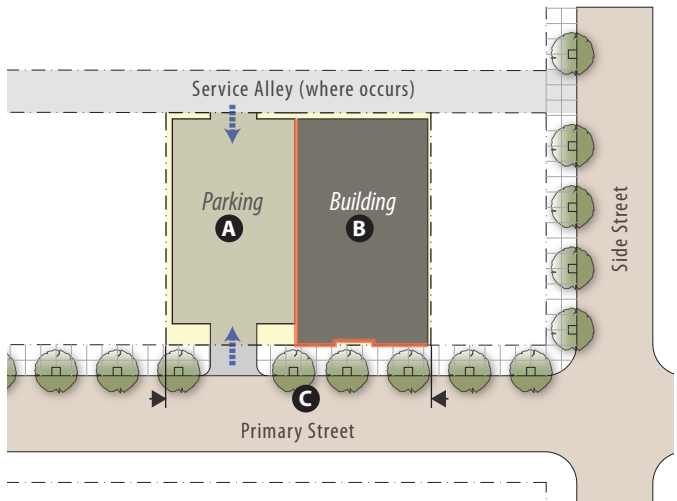 Service Alley (where occurs)
Parking
A
Building
B
Side Street
C
Primary Street